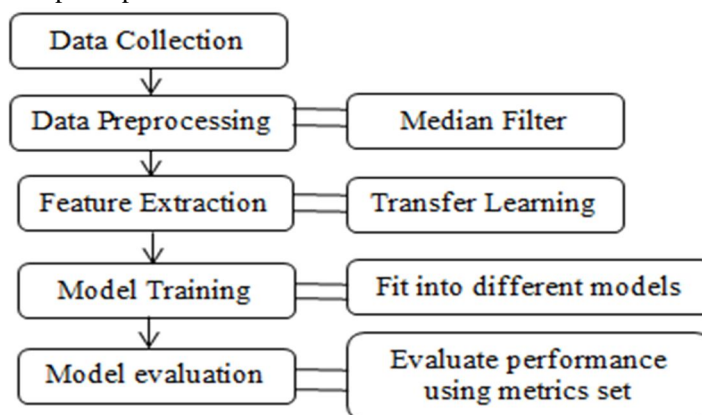 Data Collection
Data Preprocessing
Median Filter
Feature Extraction
Transfer Learning
Model Training
Fit into different models
Model evaluation
Evaluate performance
using metrics set